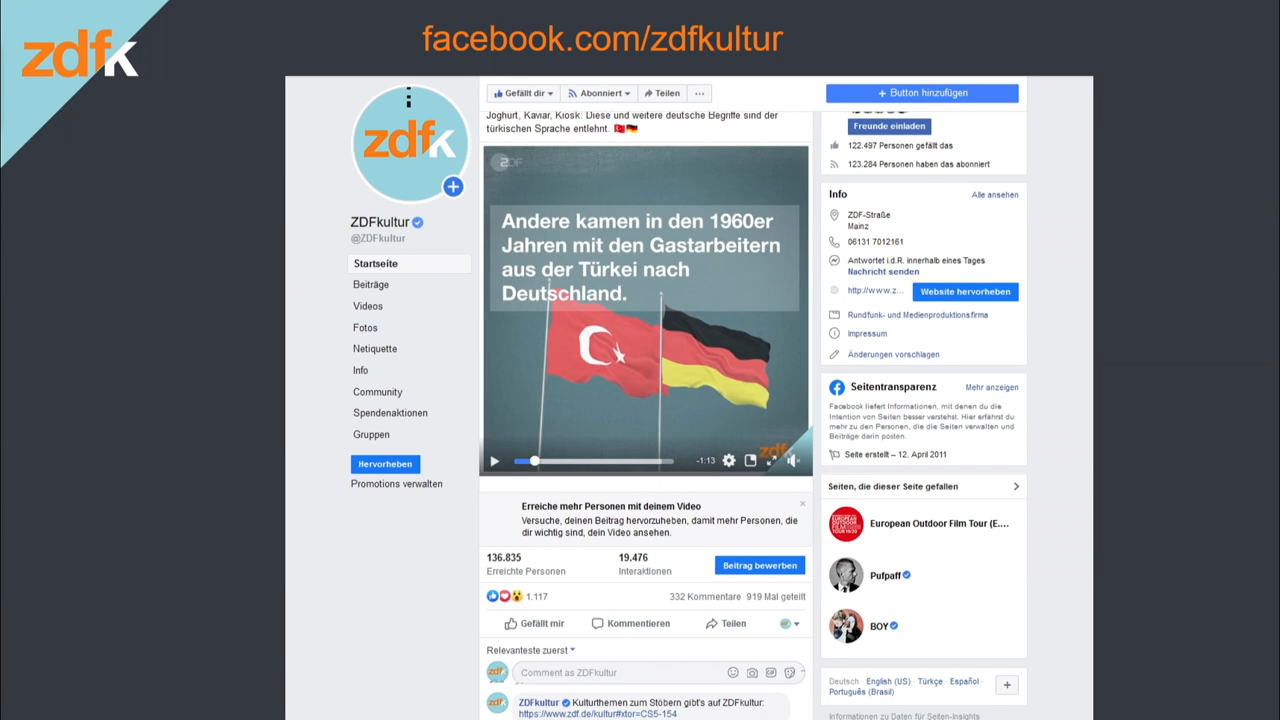 zdfk
facebook.com/zdfkultur
zdfk
ZDFkultur
@ZDFkultur
Startseite
Beiträge
Videos
Fotos
Netiquette
Info
Community
Spendenaktionen
Gruppen
Hervorheben
Promotions verwalten
Gefällt dir
Abonniert
Teilen
Joghurt, Kaviar, Kiosk: Diese und weitere deutsche Begriffe sind der
türkischen Sprache entlehnt.
ZDF
Andere kamen in den 1960er
Jahren mit den Gastarbeitern
aus der Türkei nach
Deutschland.
zdfk
-1:13
Erreiche mehr Personen mit deinem Video
Versuche, deinen Beitrag hervorzuheben, damit mehr Personen, die
dir wichtig sind, dein Video ansehen.
136.835 19.476
Erreichte Personen Interaktionen
Beitrag bewerben
1.117 332 Kommentare 919 Mal geteilt
Gefällt mir Kommentieren Teilen
Relevanteste zuerst
zdfk Comment as ZDFkultur
zdfk ZDFkultur Kulturthemen zum Stöbern gibt's auf ZDFkultur:
https://www.zdf.de/kultur#xtor=CS5-154
+ Button hinzufügen
Freunde einladen
122.497 Personen gefällt das
123.284 Personen haben das abonniert
Info Alle ansehen
ZDF-Straße
Mainz
06131 7012161
Antwortet i.d.R. innerhalb eines Tages
Nachricht senden
http://www.z... Website hervorheben
Rundfunk- und Medienproduktionsfirma
Impressum
Änderungen vorschlagen
Seitentransparenz Mehr anzeigen
Facebook liefert Informationen, mit denen du die
Intention von Seiten besser verstehst. Hier erfährst du
mehr zu den Personen, die die Seiten verwalten und
Beiträge darin posten.
Seite erstellt – 12. April 2011
Seiten, die dieser Seite gefallen
EUROPEAN
OUTDOOR
FILM
TOUR 19/20
European Outdoor Film Tour (E....
Pufpaff
BOY
Deutsch · English (US) · Türkçe · Español ·
Português (Brasil)
Informationen zu Daten für Seiten-Insights